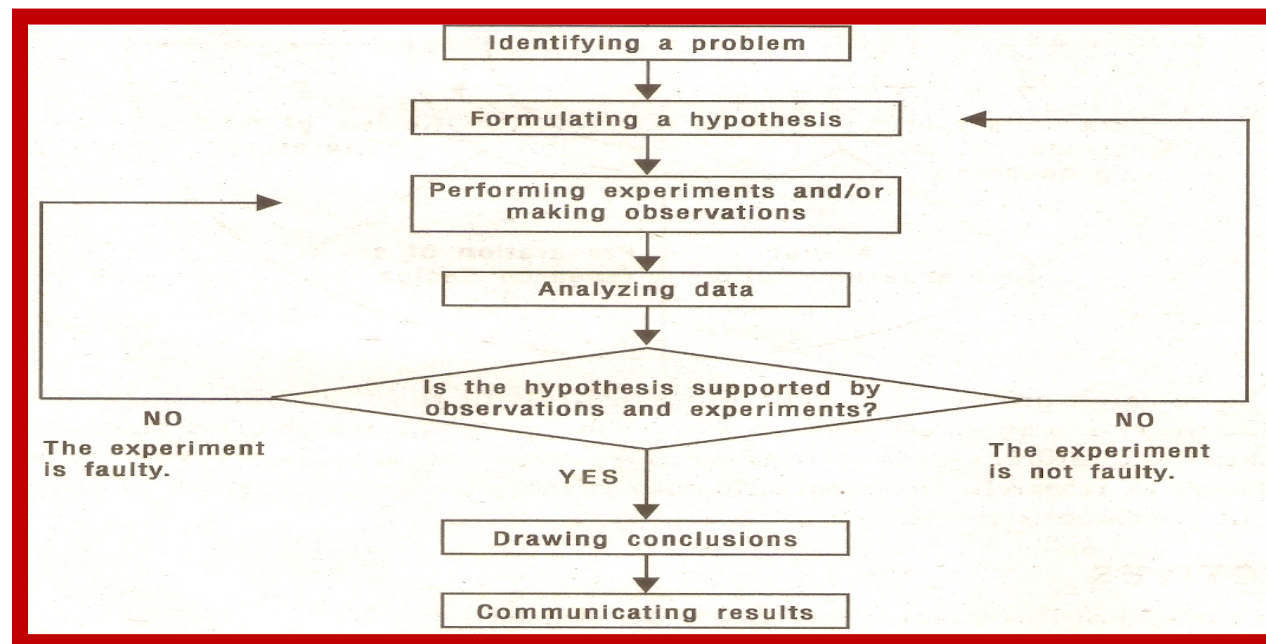 Identifying a problem
Formulating a hypothesis
Performing experiments and/or
making observations
Analyzing data
Is the hypothesis supported by
observations and experiments?
NO
The experiment
is faulty.
NO
The experiment
is not faulty.
YES
Drawing conclusions
Communicating results